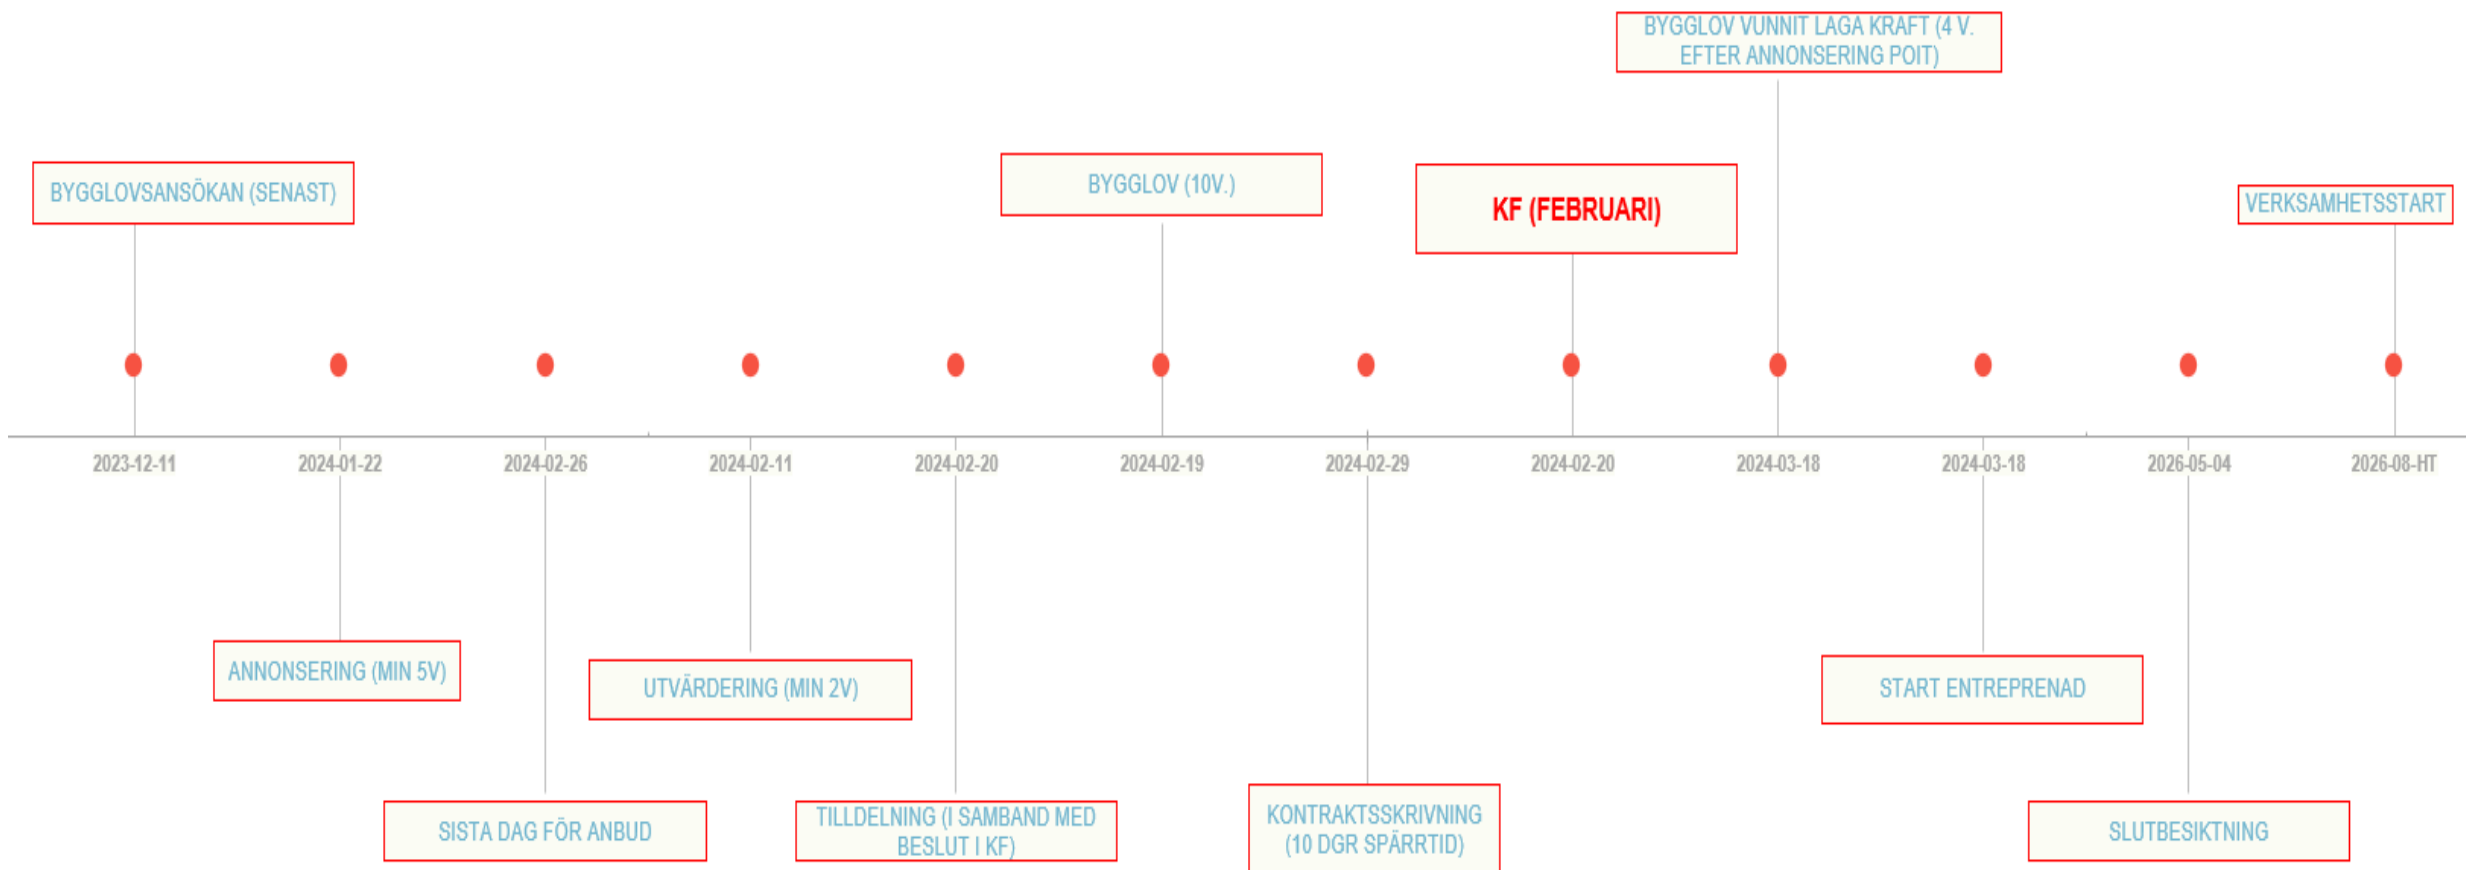 BYGGLOV VUNNIT LAGA KRAFT (4 V.
EFTER ANNONSERING POIT)
BYGGLOVSANSÖKAN (SENAST)
BYGGLOV (10V.)
KF (FEBRUARI)
VERKSAMHETSSTART
2023-12-11
2024-01-22
2024-02-26
2024-02-11
2024-02-20
2024-02-19
2024-02-29
2024-02-20
2024-03-18
2024-03-18
2026-05-04
2026-08-HT
ANNONSERING (MIN 5V)
UTVÄRDERING (MIN 2V)
START ENTREPRENAD
SISTA DAG FÖR ANBUD
TILLDELNING (I SAMBAND MED
BESLUT I KF)
KONTRAKTSSKRIVNING
(10 DGR SPÄRRTID)
SLUTBESIKTNING